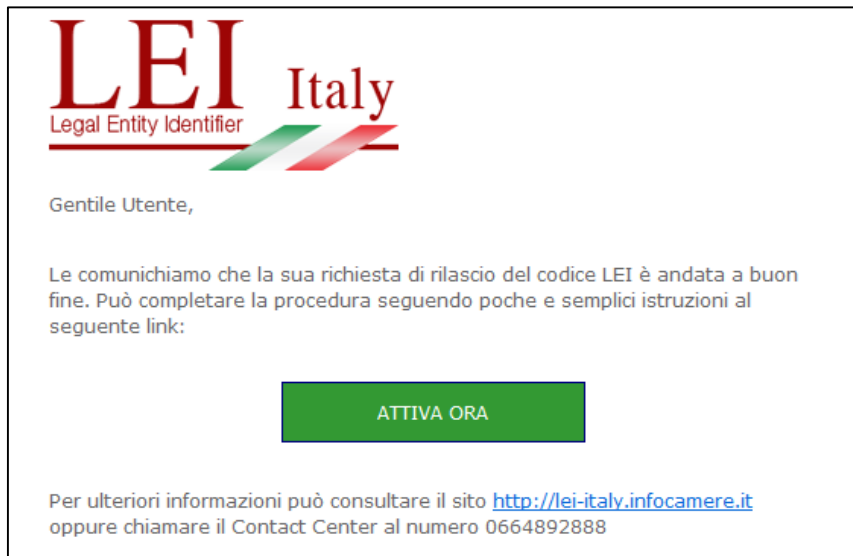 LEI Italy
Legal Entity Identifier
Gentile Utente,
Le comunichiamo che la sua richiesta di rilascio del codice LEI è andata a buon
fine. Può completare la procedura seguendo poche e semplici istruzioni al
seguente link:
ATTIVA ORA
Per ulteriori informazioni può consultare il sito http://lei-italy.infocamere.it
oppure chiamare il Contact Center al numero 0664892888